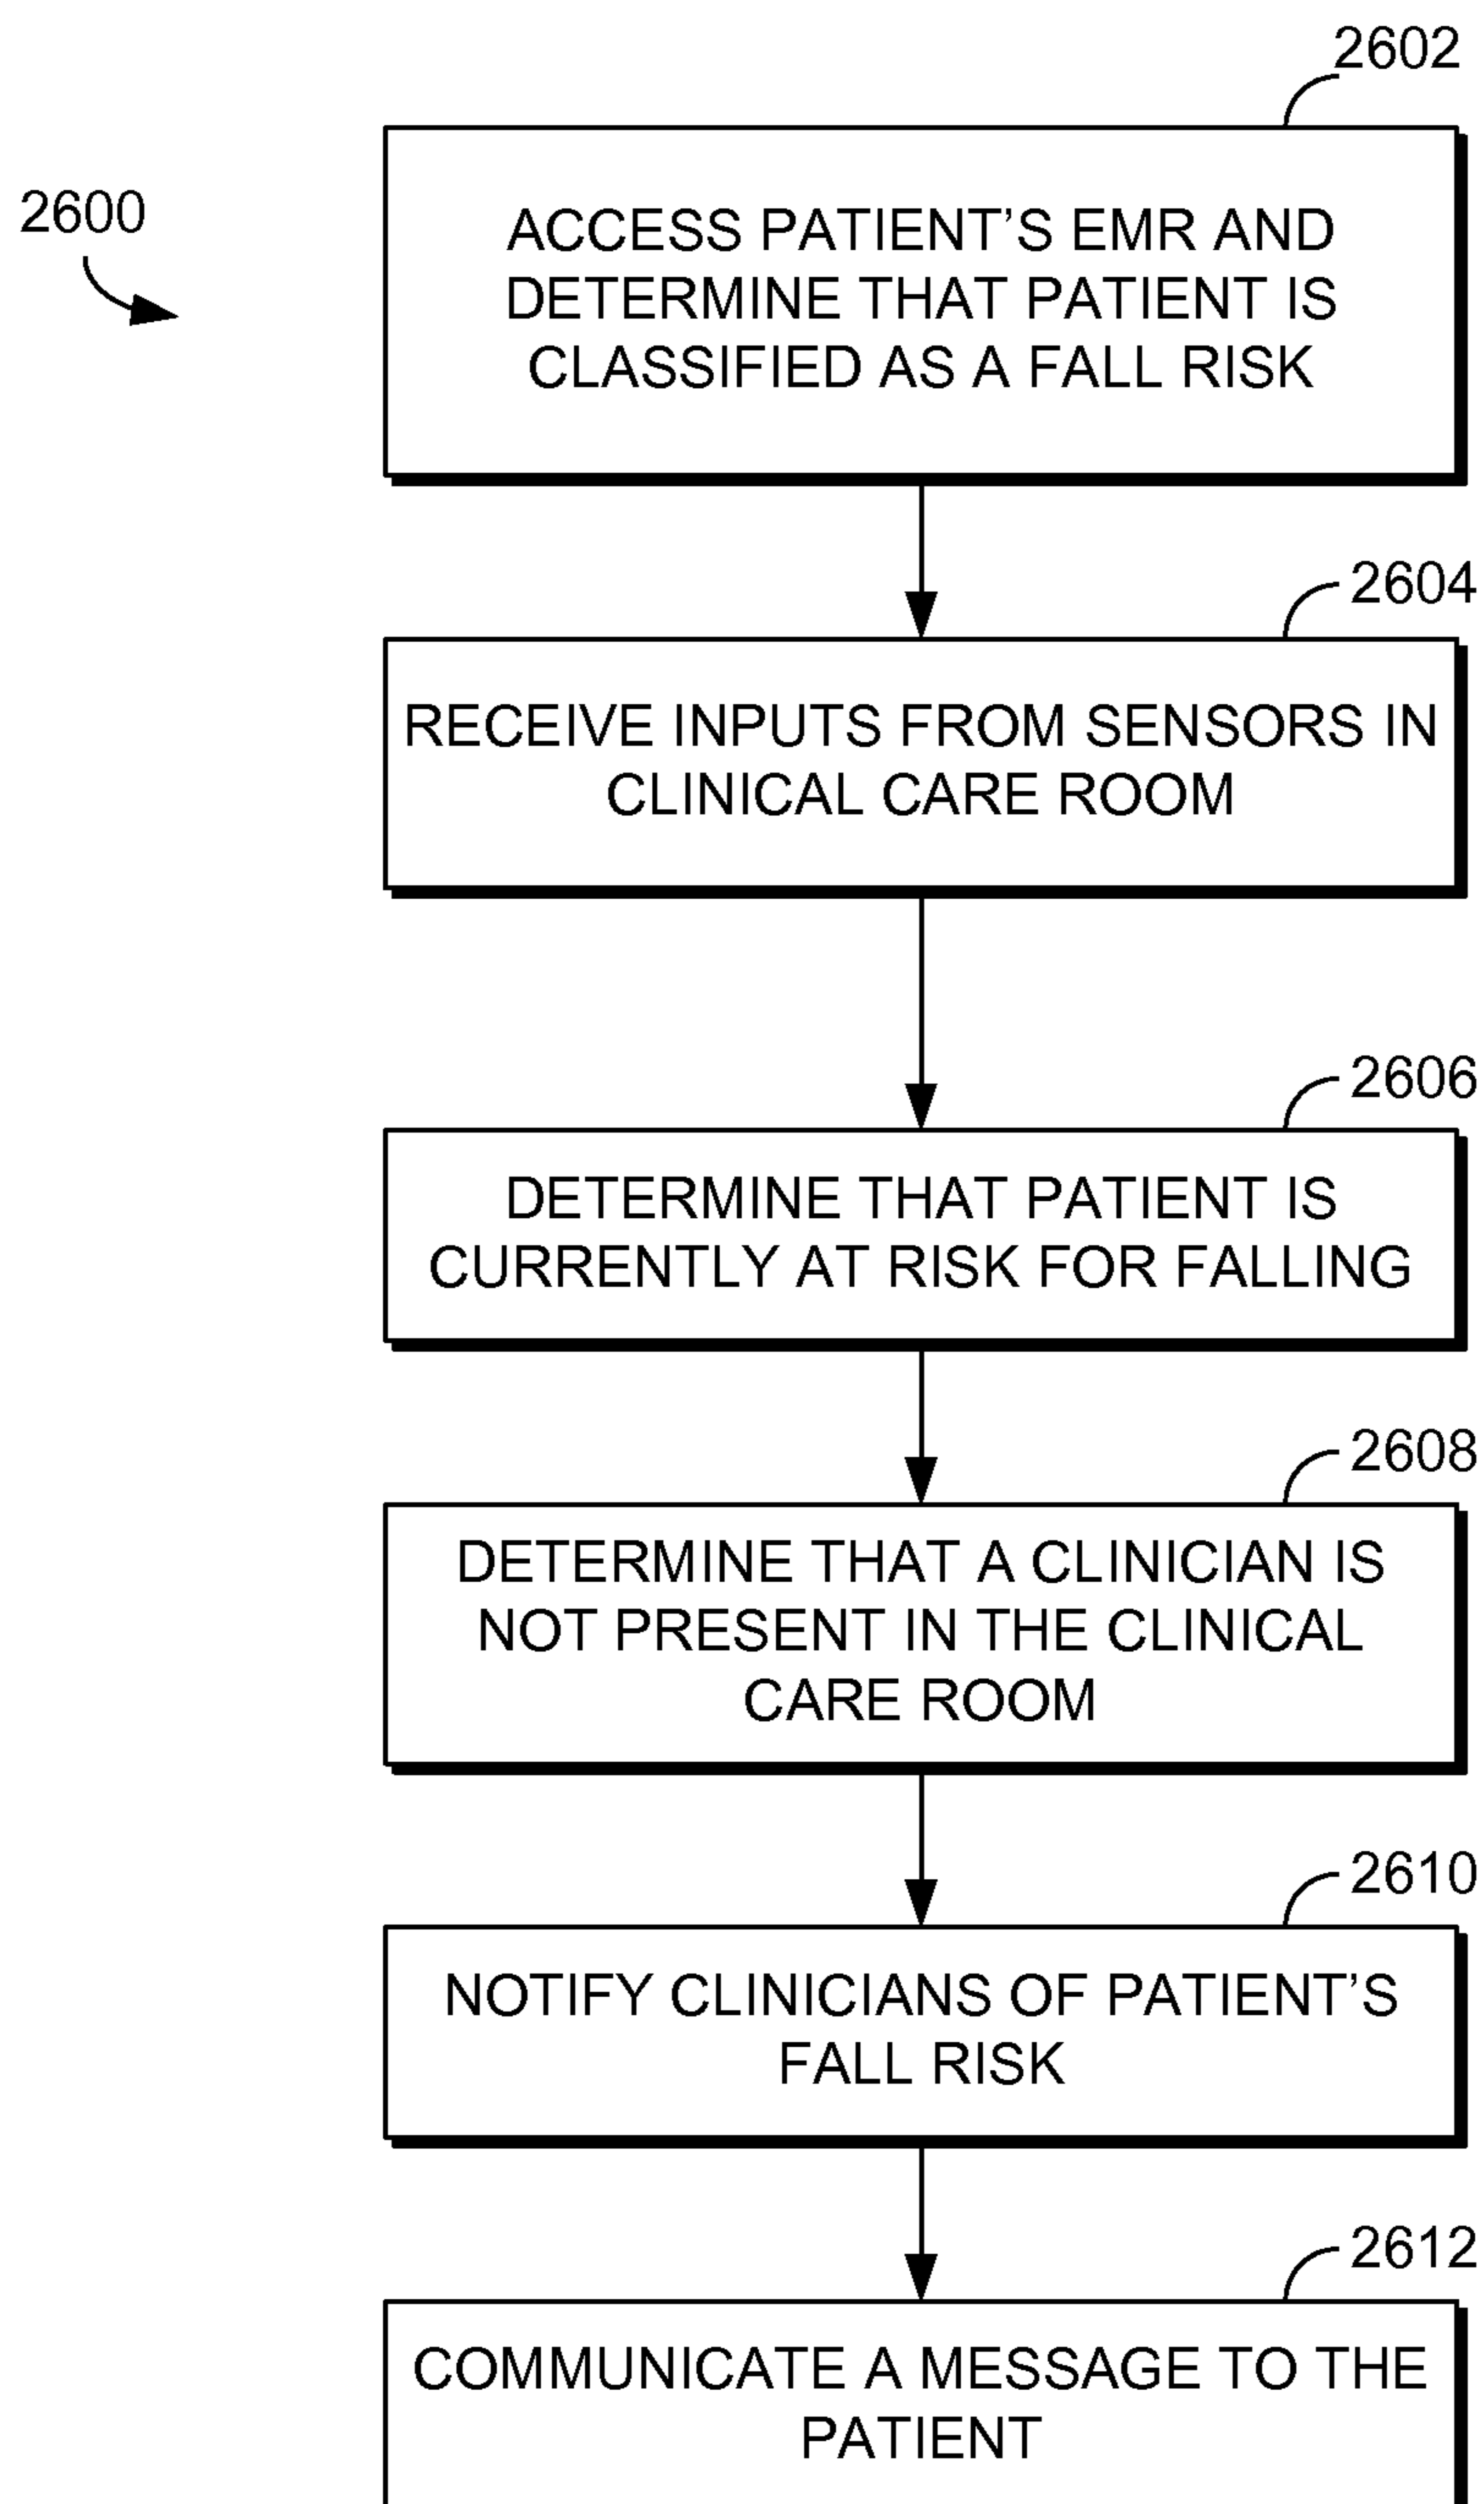 2602
2600
ACCESS PATIENT’S EMR AND
DETERMINE THAT PATIENT IS
CLASSIFIED AS A FALL RISK
2604
RECEIVE INPUTS FROM SENSORS IN
CLINICAL CARE ROOM
2606
DETERMINE THAT PATIENT IS
CURRENTLY AT RISK FOR FALLING
2608
DETERMINE THAT A CLINICIAN IS
NOT PRESENT IN THE CLINICAL
CARE ROOM
2610
NOTIFY CLINICIANS OF PATIENT’S
FALL RISK
2612
COMMUNICATE A MESSAGE TO THE
PATIENT